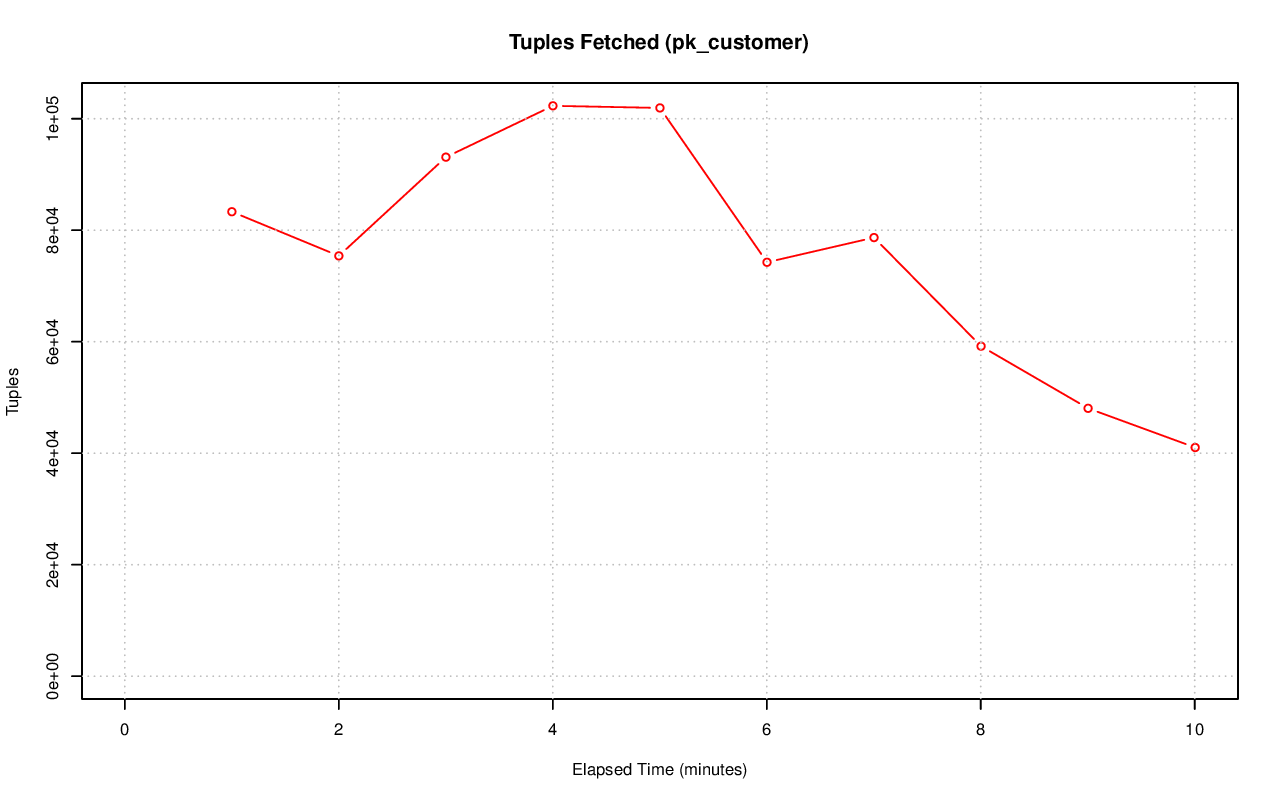 Tuples Fetched (pk_customer)
Tuples
1e+05
8e+04
6e+04
4e+04
2e+04
0e+00
0 2 4 6 8 10
Elapsed Time (minutes)